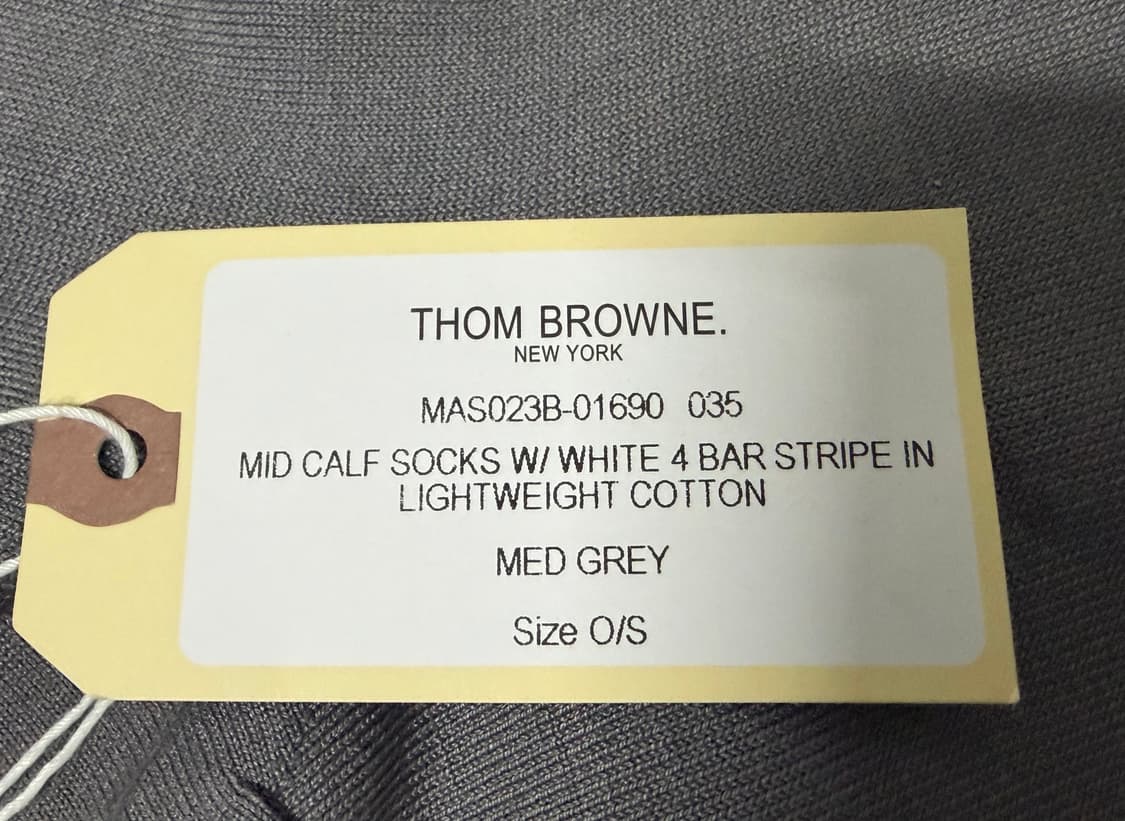 THOM BROWNE.
NEW YORK
MAS023B-01690 035
MID CALF SOCKS W/ WHITE 4 BAR STRIPE IN
LIGHTWEIGHT COTTON
MED GREY
Size O/S